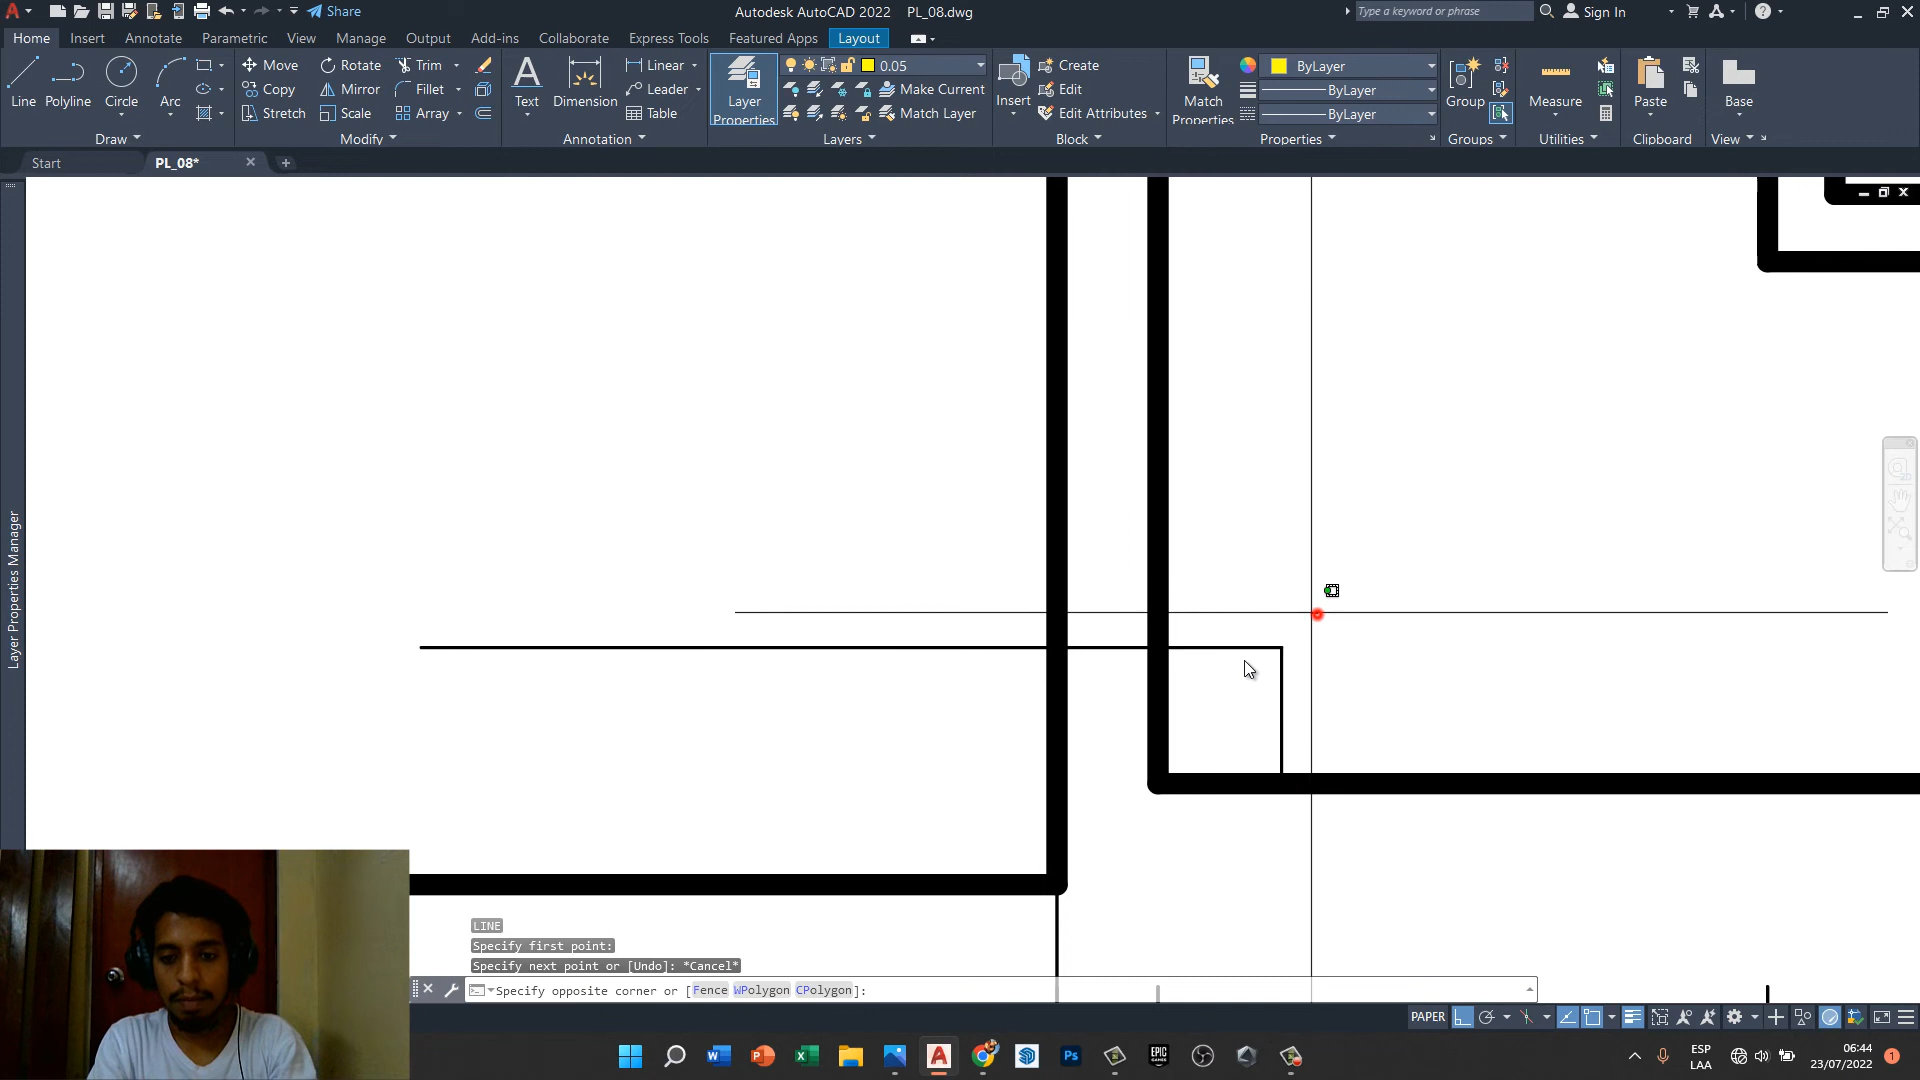 Share
Autodesk AutoCAD 2022 PL_08.dwg
Type a keyword or phrase
Sign In
Home Insert Annotate Parametric View Manage Output Add-ins Collaborate Express Tools Featured Apps Layout
Line Polyline Circle Arc
Draw
Move Rotate Trim
Copy Mirror Fillet
Stretch Scale Array
Modify
Text Dimension
Linear
Leader
Table
Annotation
Layer Properties
0.05
Make Current
Match Layer
Layers
Insert
Create
Edit
Edit Attributes
Block
Match Properties
ByLayer
ByLayer
ByLayer
Properties
Group
Groups
Measure
Utilities
Paste
Clipboard
Base
View
Start
PL_08*
Layer Properties Manager
LINE
Specify first point:
Specify next point or [Undo]: *Cancel*
Specify opposite corner or [Fence WPolygon CPolygon]:
PAPER
EPIC GAMES
Ps
ESP
LAA
06:44
23/07/2022
1